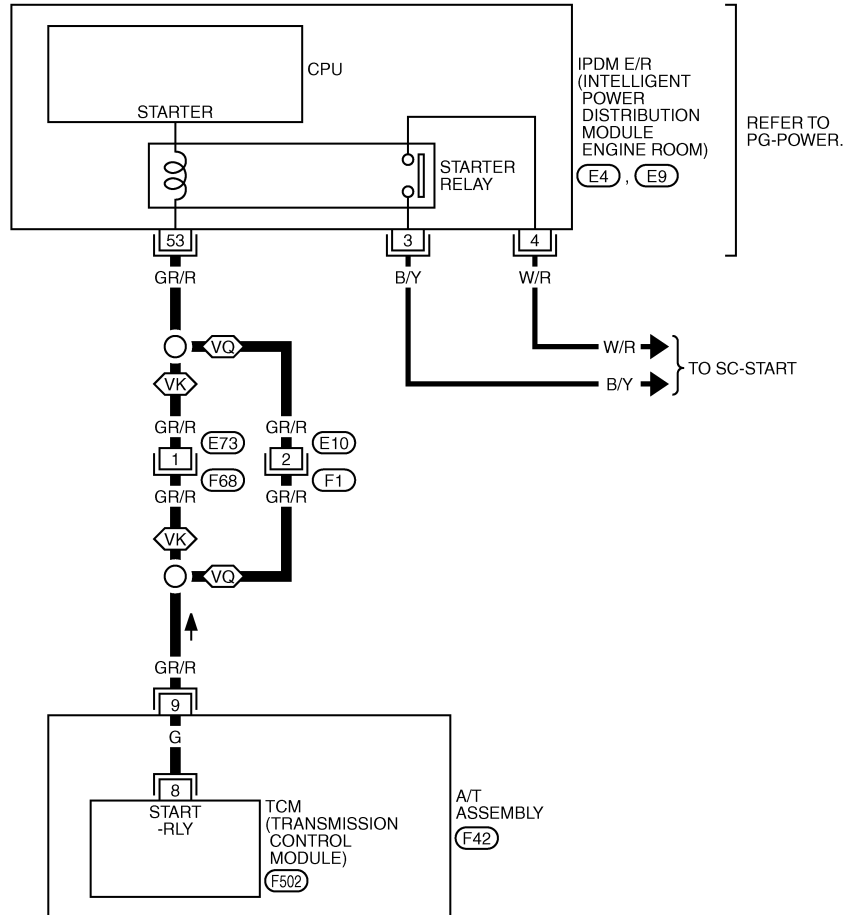 CPU
STARTER
IPDM E/R
(INTELLIGENT
POWER
DISTRIBUTION
MODULE
ENGINE ROOM)
E4 , E9
REFER TO
PG-POWER.
STARTER
RELAY
53
3
4
GR/R
B/Y
W/R
VQ
W/R
TO SC-START
VK
B/Y
GR/R
GR/R
E73
E10
1
2
F68
F1
GR/R
GR/R
VK
VQ
GR/R
9
G
8
START
-RLY
TCM
(TRANSMISSION
CONTROL
MODULE)
F502
A/T
ASSEMBLY
F42